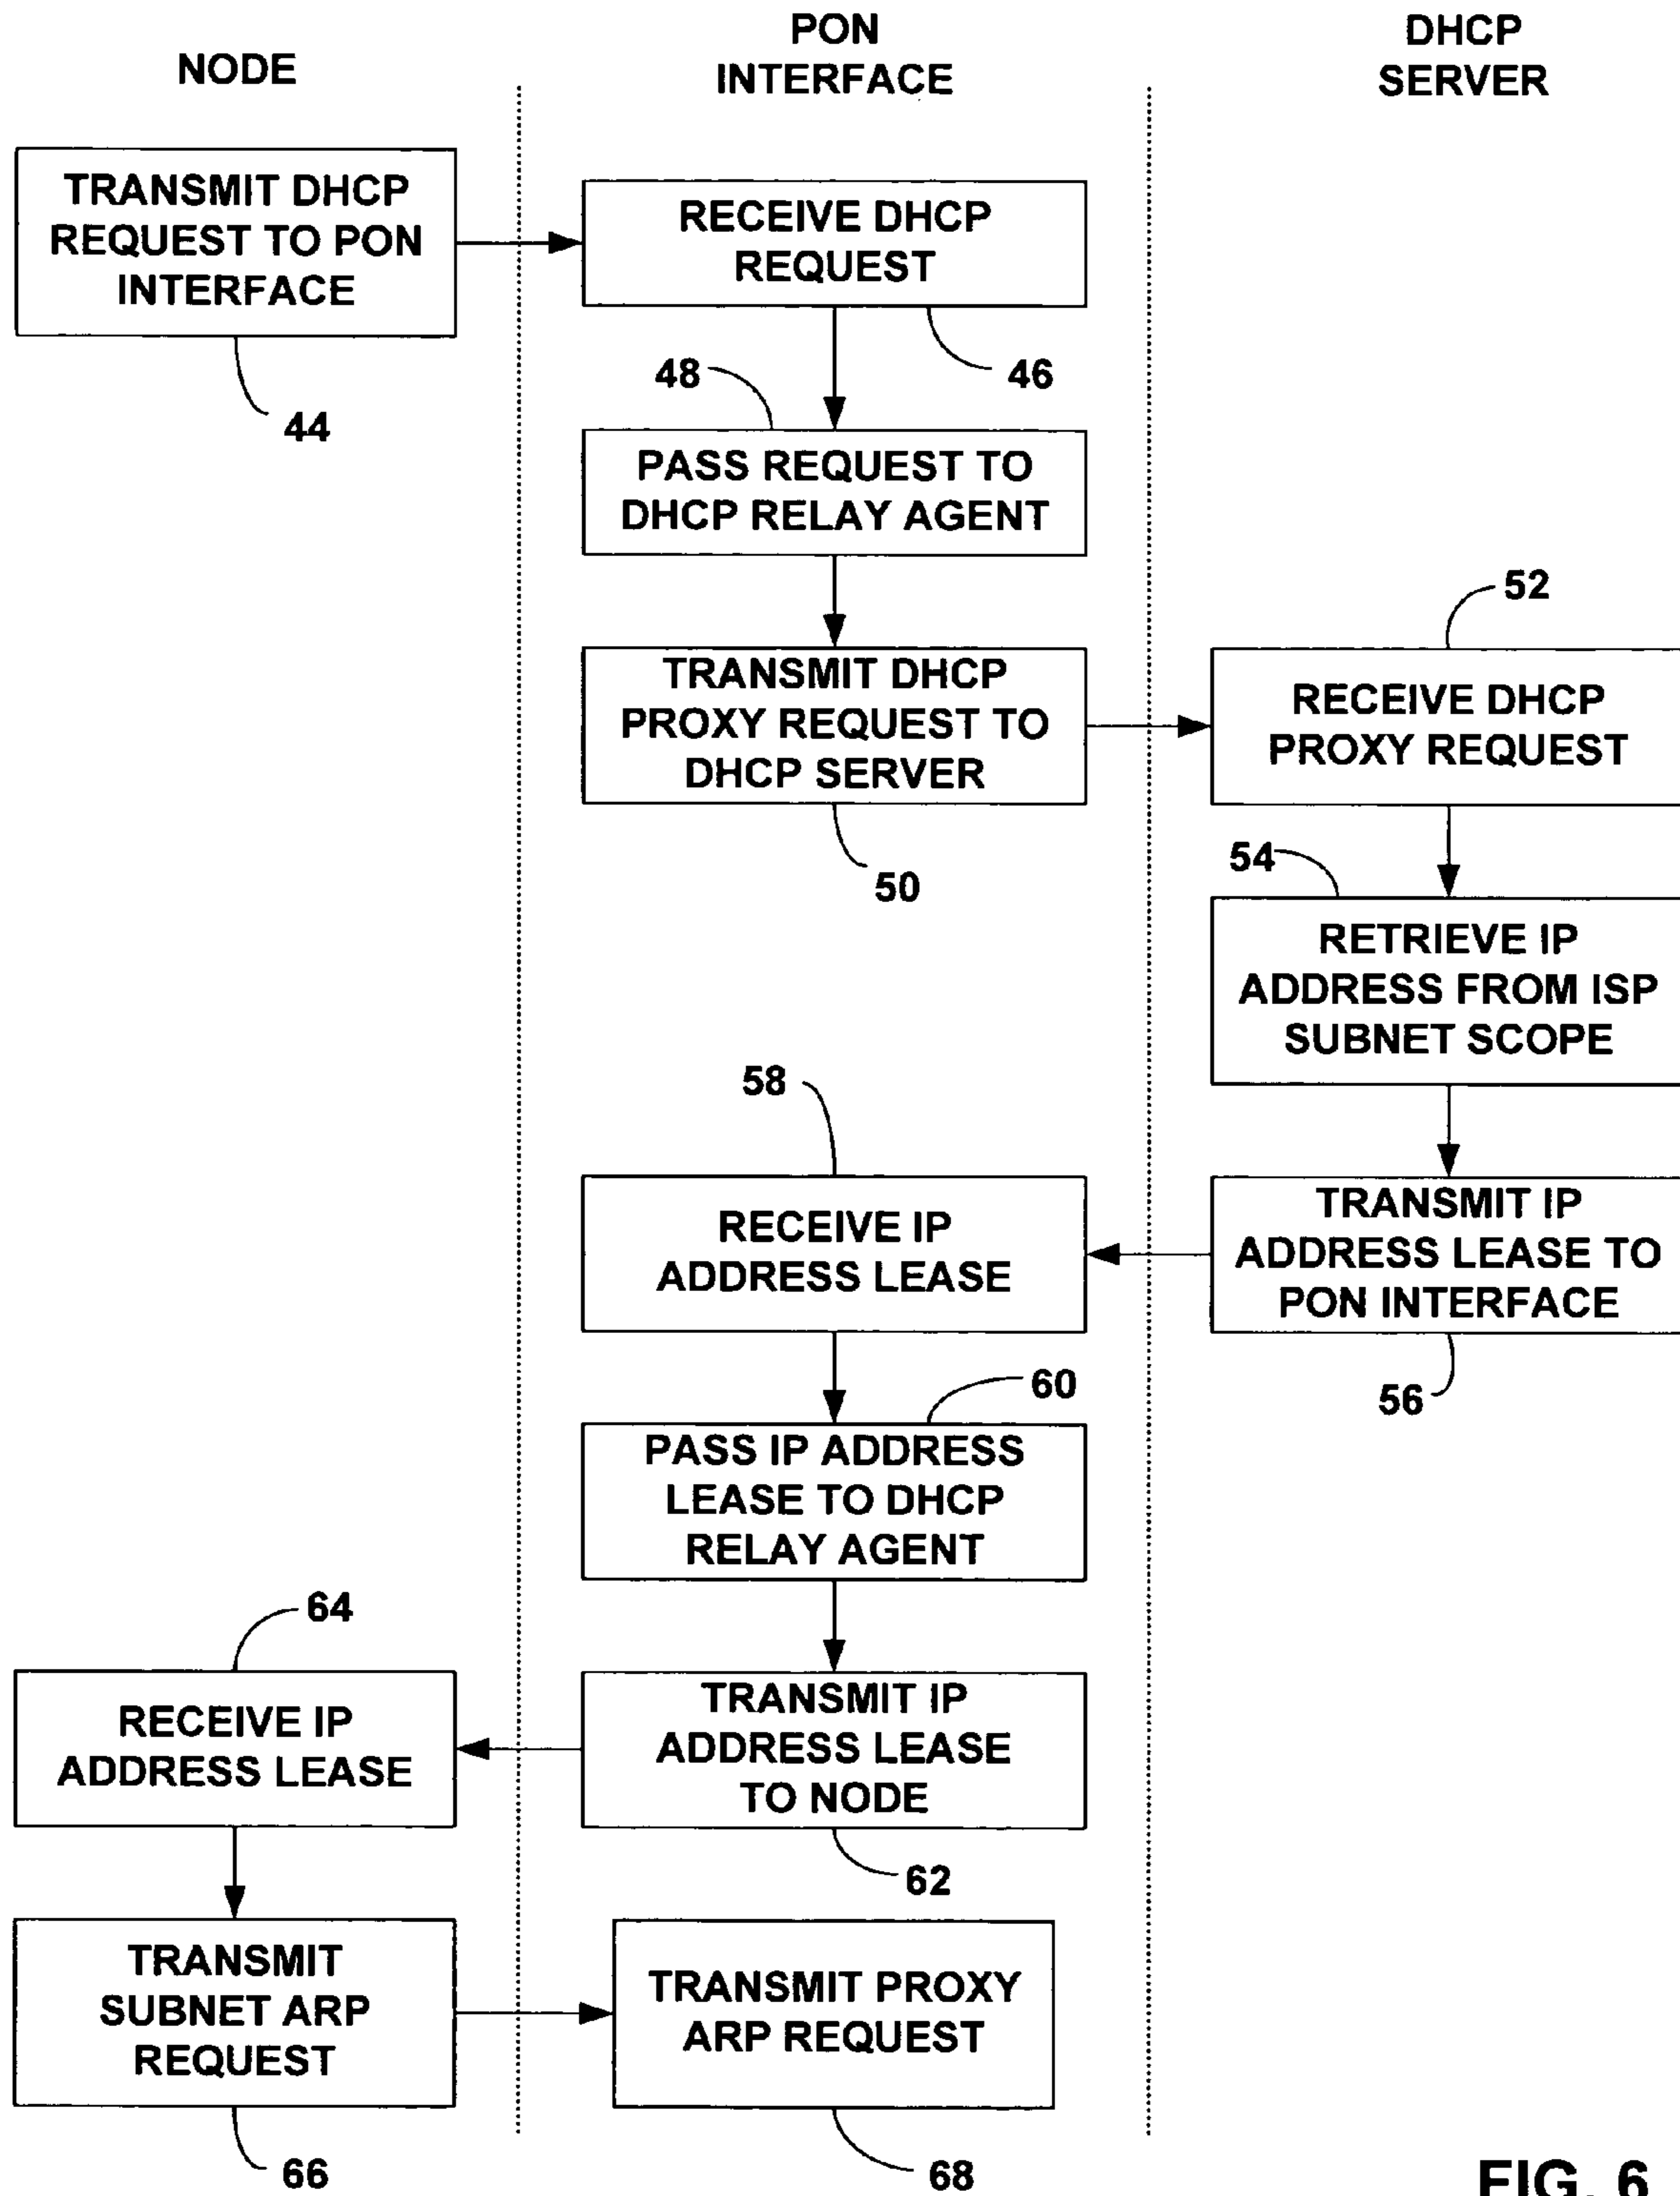 NODE
PON
INTERFACE
DHCP
SERVER
TRANSMIT DHCP
REQUEST TO PON
INTERFACE
44
RECEIVE DHCP
REQUEST
46
48
PASS REQUEST TO
DHCP RELAY AGENT
TRANSMIT DHCP
PROXY REQUEST TO
DHCP SERVER
50
52
RECEIVE DHCP
PROXY REQUEST
54
RETRIEVE IP
ADDRESS FROM ISP
SUBNET SCOPE
TRANSMIT IP
ADDRESS LEASE TO
PON INTERFACE
56
58
RECEIVE IP
ADDRESS LEASE
60
PASS IP ADDRESS
LEASE TO DHCP
RELAY AGENT
TRANSMIT IP
ADDRESS LEASE
TO NODE
62
64
RECEIVE IP
ADDRESS LEASE
TRANSMIT
SUBNET ARP
REQUEST
66
TRANSMIT PROXY
ARP REQUEST
68
FIG. 6